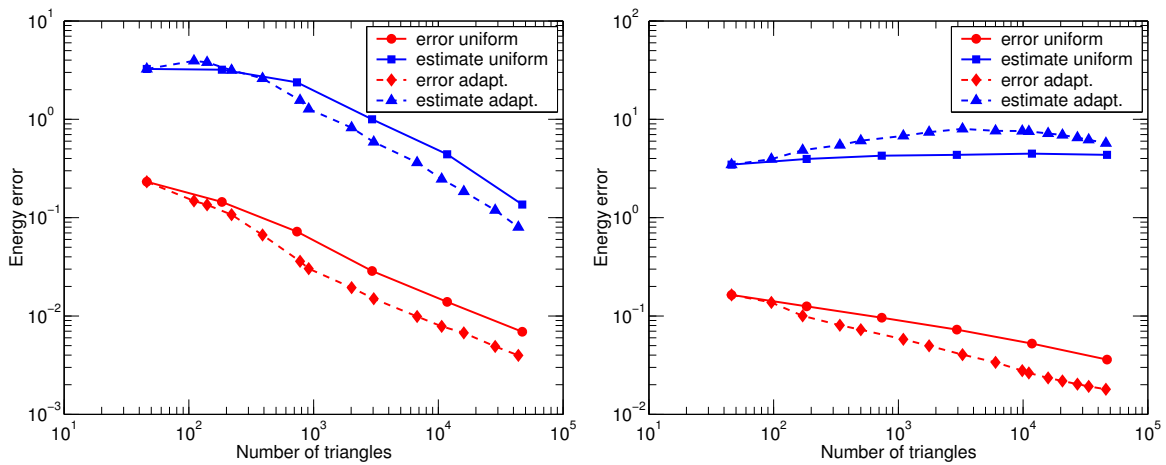 10^1
10^0
10^-1
10^-2
10^-3
Energy error
10^1
10^2
10^3
10^4
10^5
Number of triangles
error uniform
estimate uniform
error adapt.
estimate adapt.
10^2
10^1
10^0
10^-1
10^-2
Energy error
10^1
10^2
10^3
10^4
10^5
Number of triangles
error uniform
estimate uniform
error adapt.
estimate adapt.